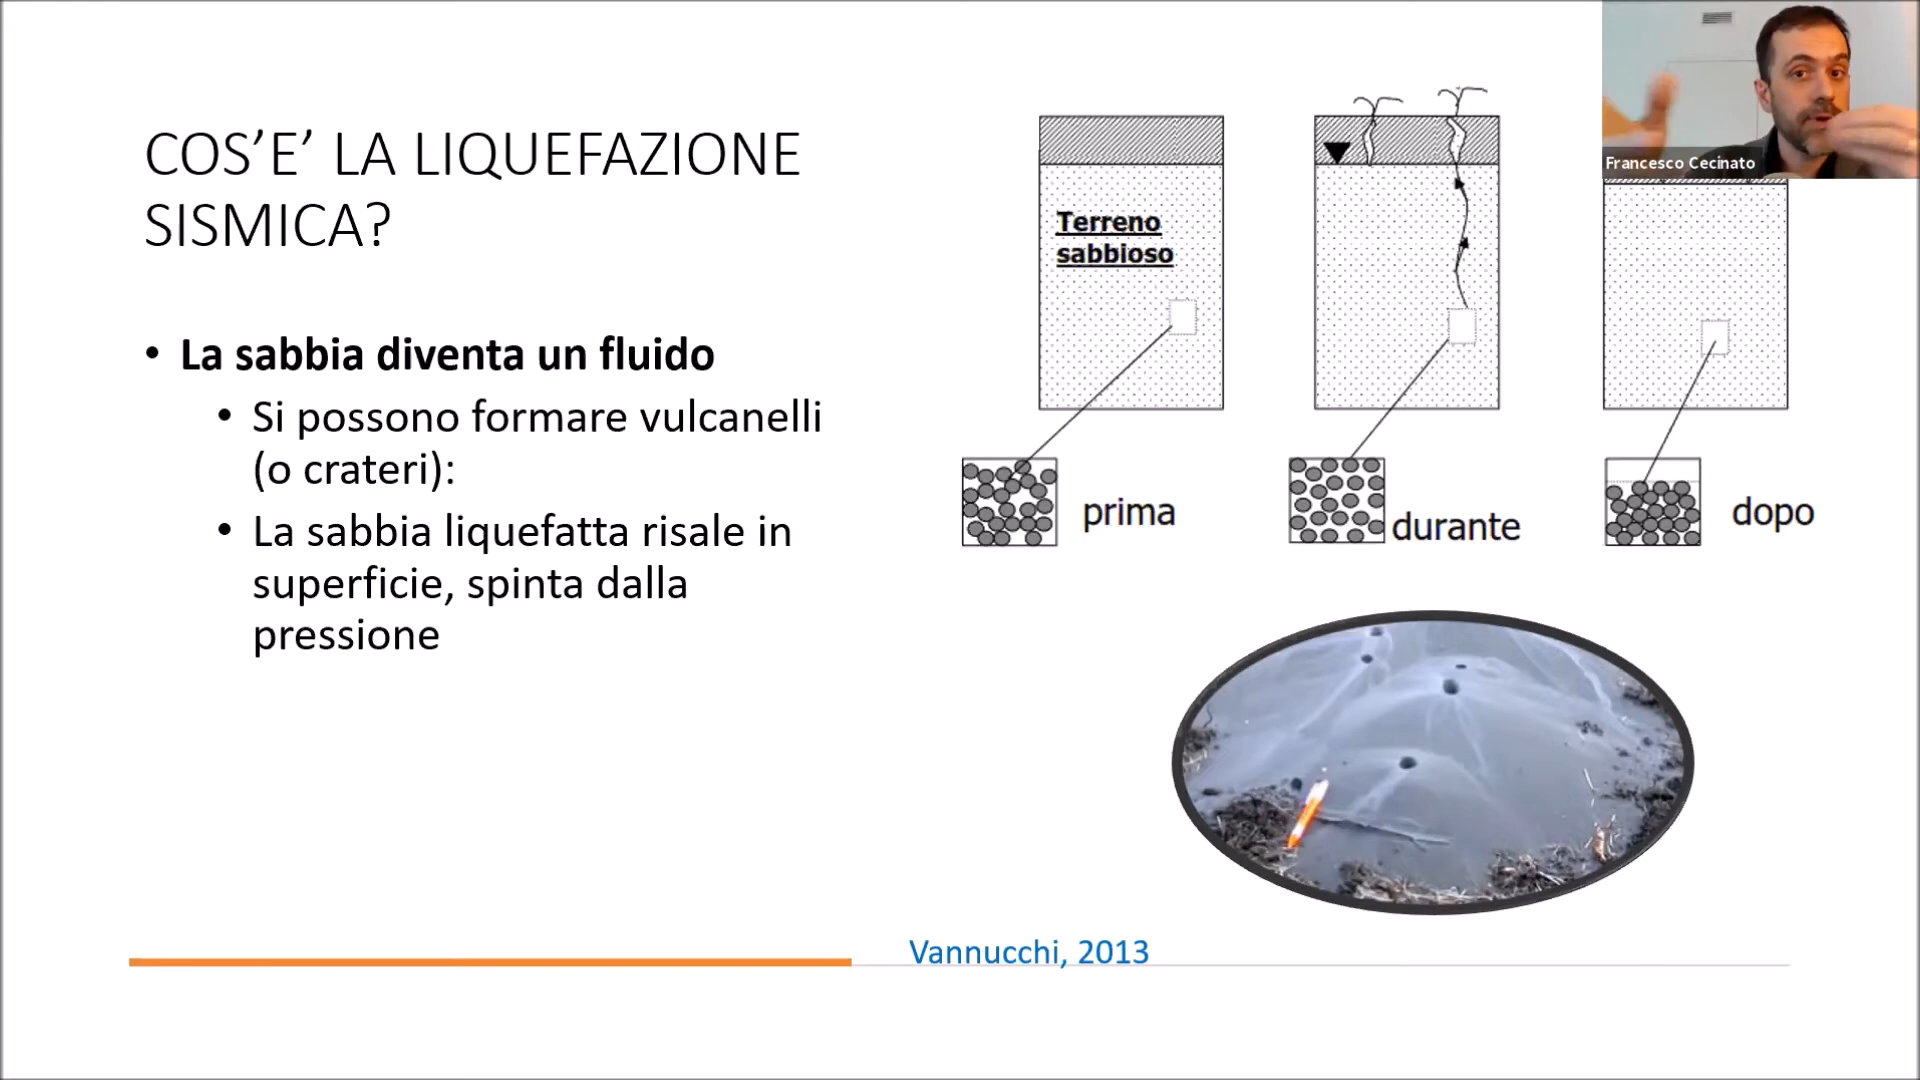 COS’E’ LA LIQUEFAZIONE
SISMICA?
• La sabbia diventa un fluido
• Si possono formare vulcanelli
(o crateri):
• La sabbia liquefatta risale in
superficie, spinta dalla
pressione
Terreno
sabbioso
prima
durante
dopo
Francesco Cecinato
Vannucchi, 2013